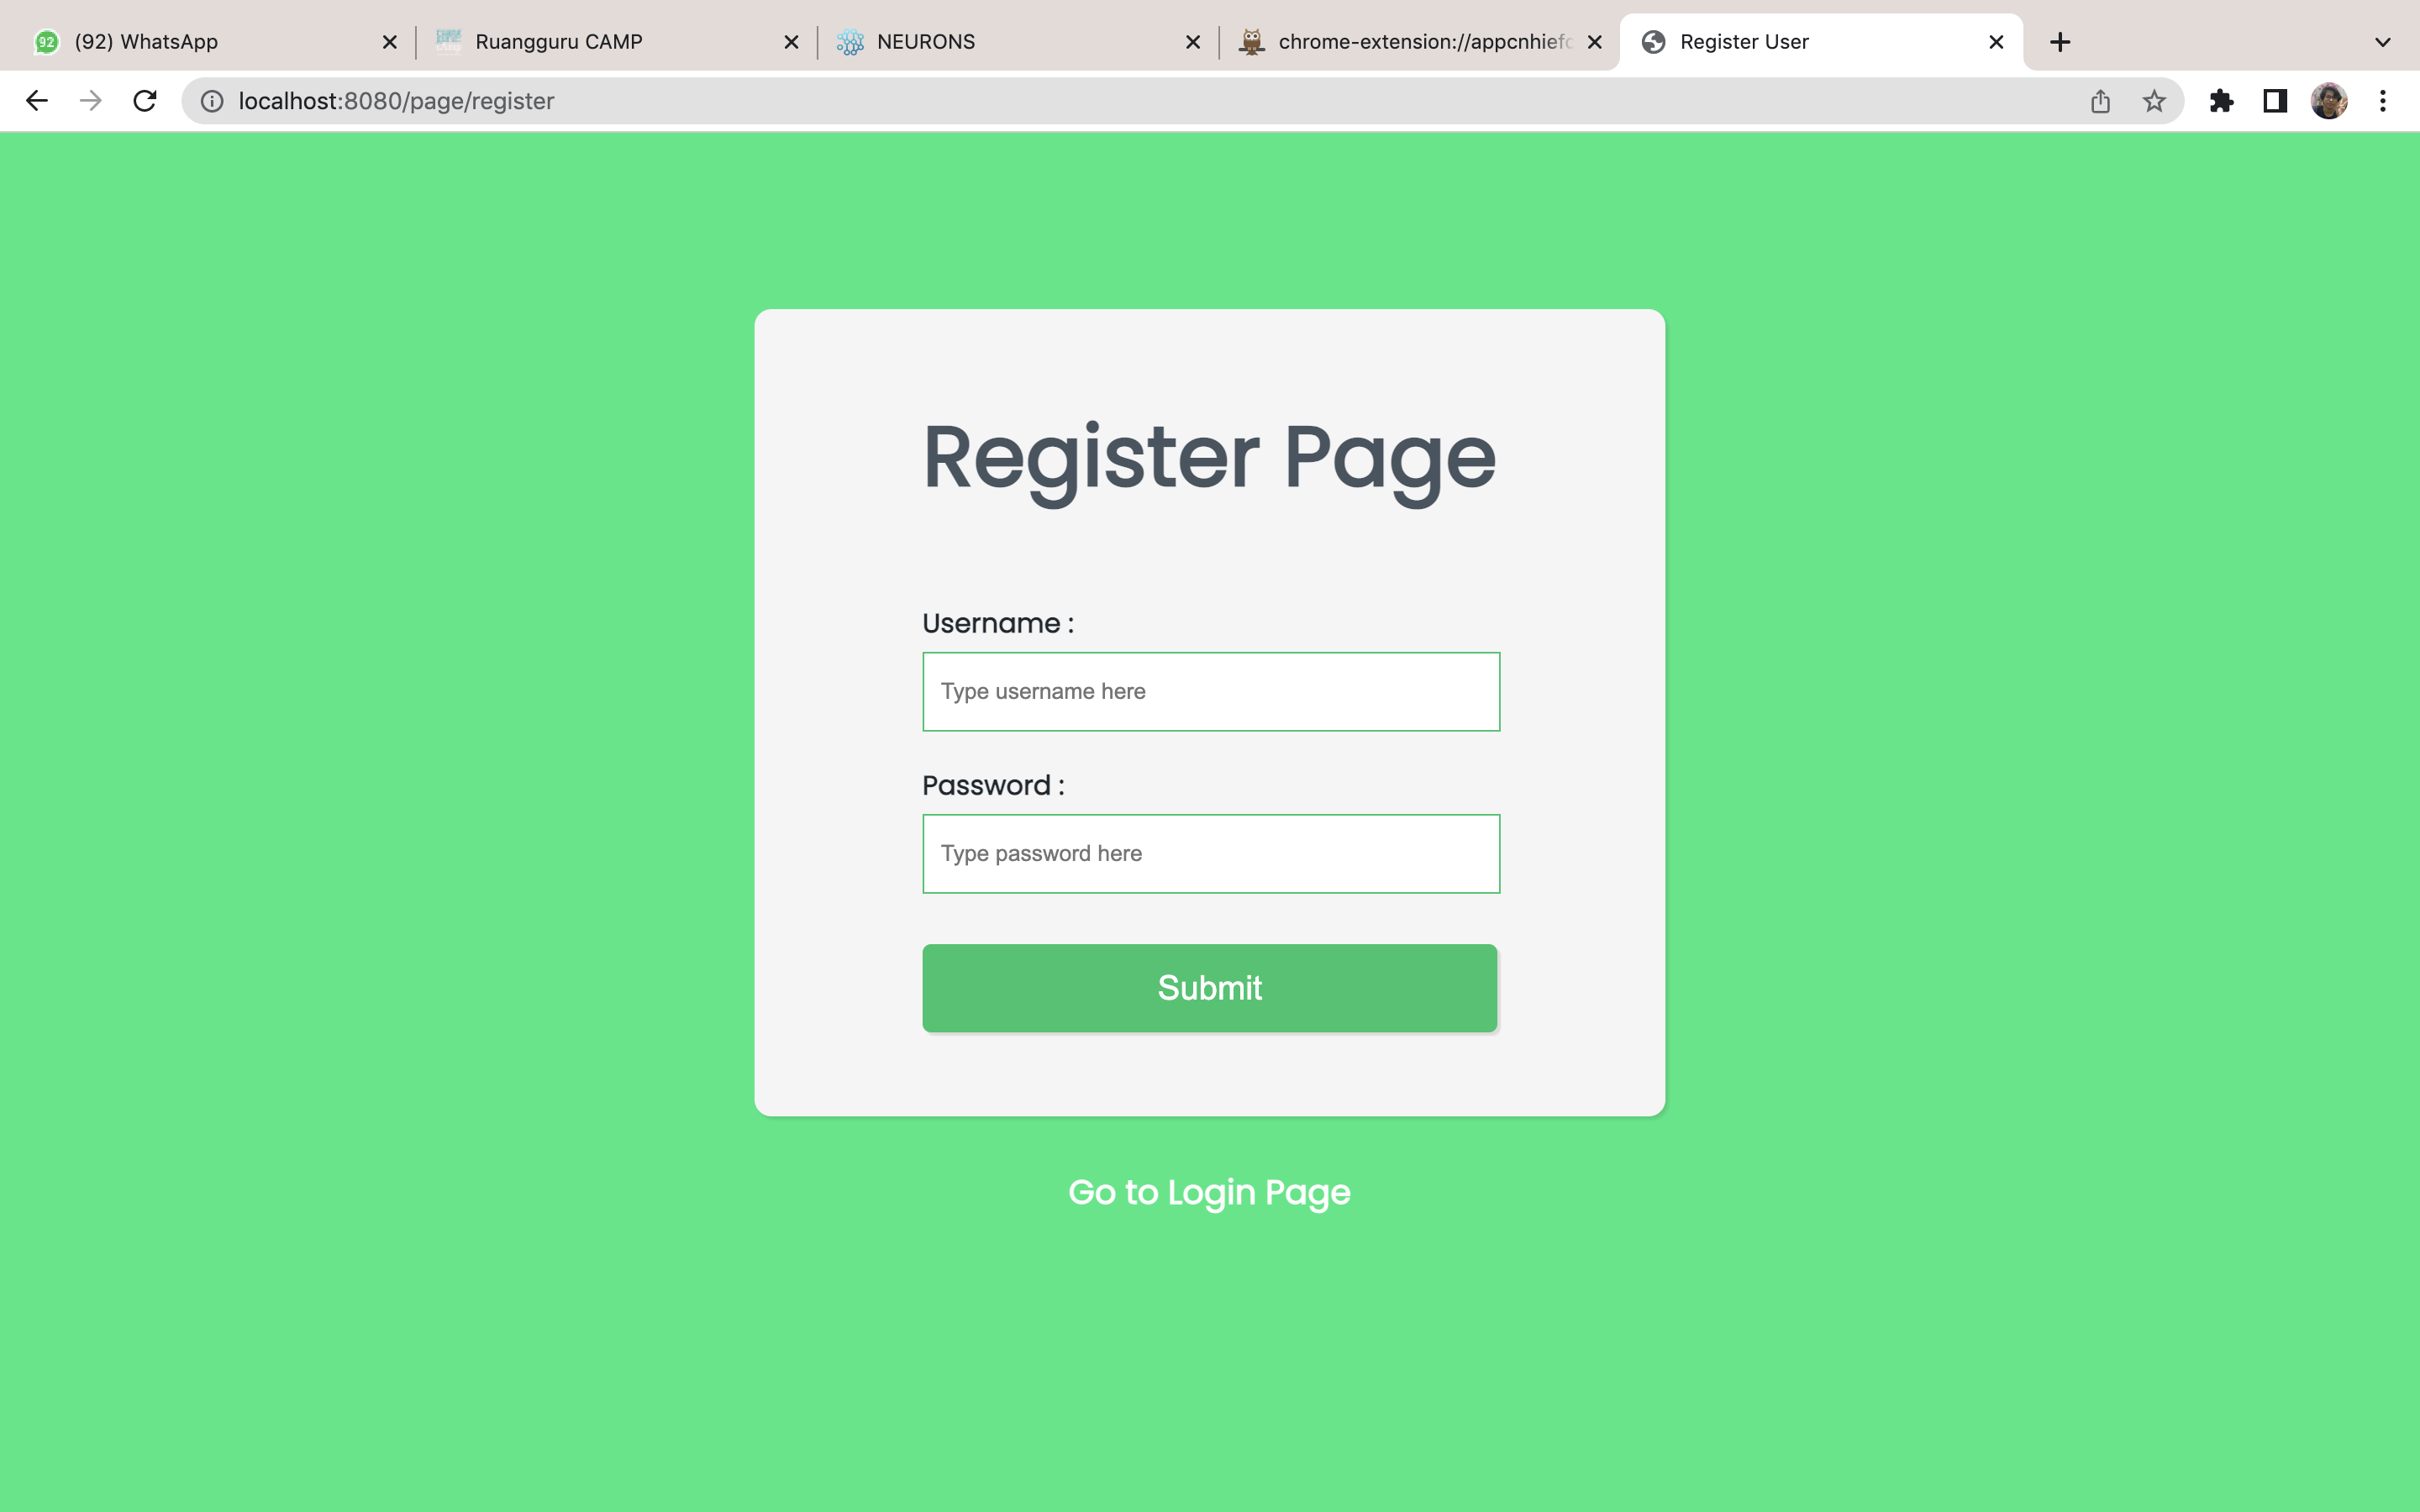 92 (92) WhatsApp
Ruangguru CAMP
NEURONS
chrome-extension://appcnhiefc
Register User
localhost:8080/page/register
Register Page
Username :
Type username here
Password :
Type password here
Submit
Go to Login Page